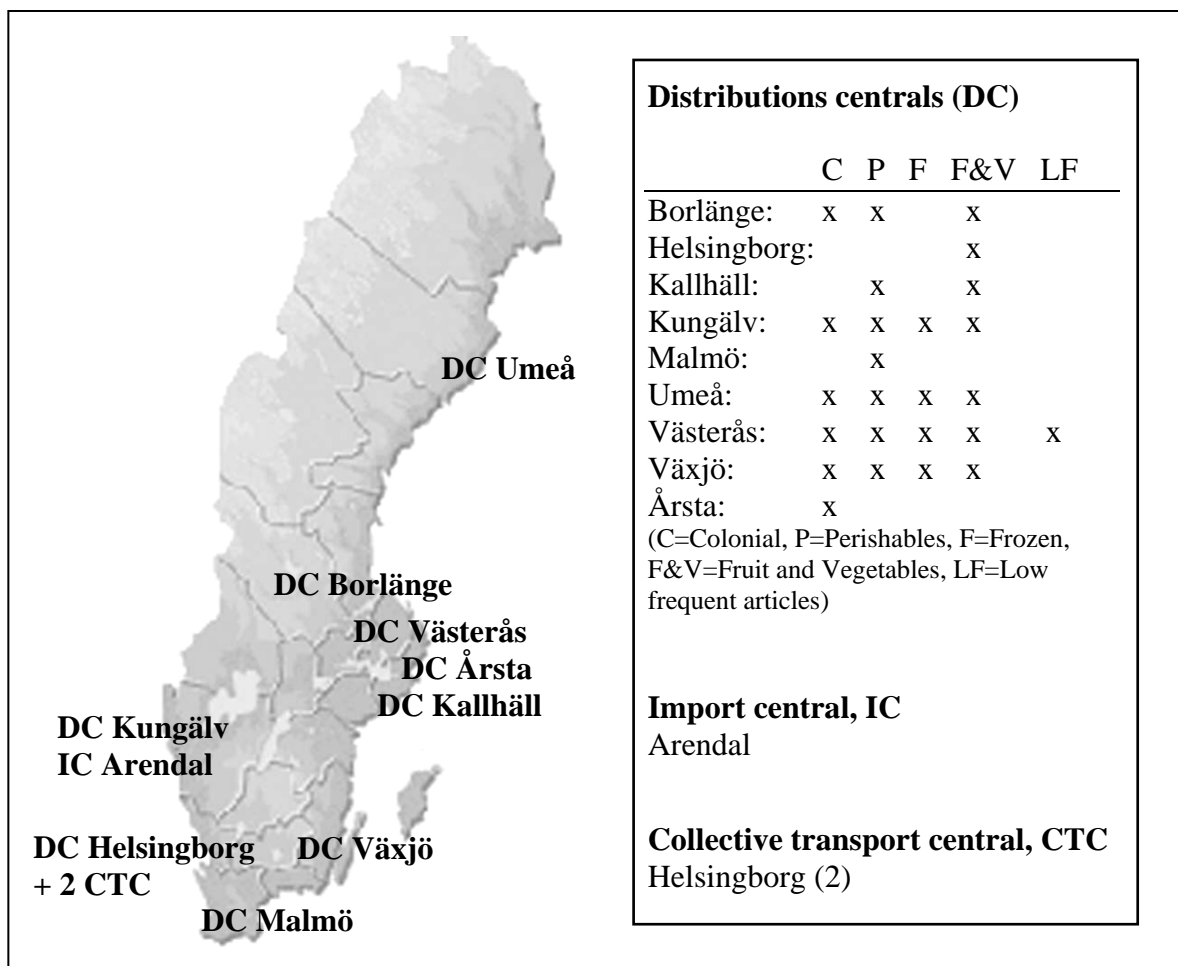 DC Umeå
DC Borlänge
DC Västerås
DC Årsta
DC Kallhäll
DC Kungälv
IC Arendal
DC Helsingborg
+ 2 CTC
DC Växjö
DC Malmö
Distributions centrals (DC)
C P F F&V LF
Borlänge: x x x
Helsingborg: x
Kallhäll: x x
Kungälv: x x x x
Malmö: x
Umeå: x x x x
Västerås: x x x x x
Växjö: x x x x
Årsta: x
(C=Colonial, P=Perishables, F=Frozen,
F&V=Fruit and Vegetables, LF=Low
frequent articles)
Import central, IC
Arendal
Collective transport central, CTC
Helsingborg (2)